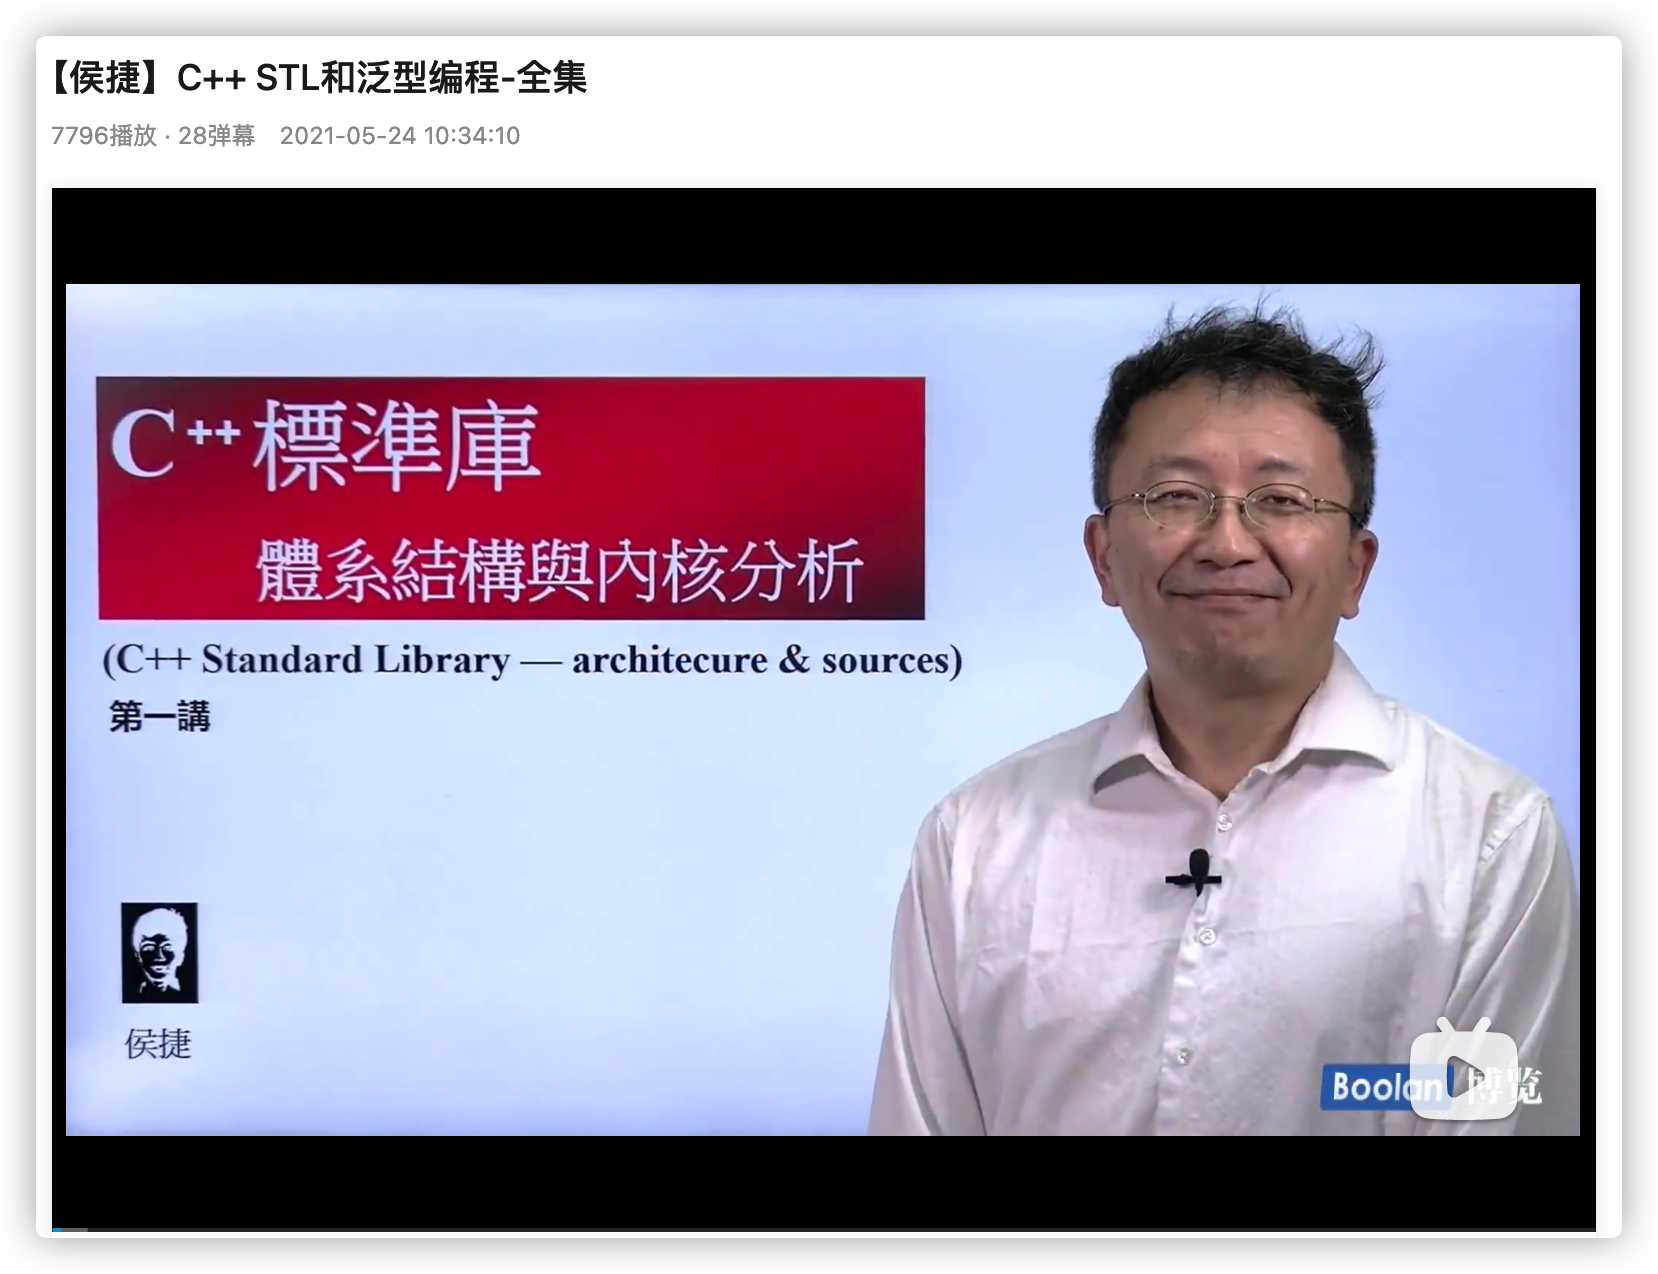 【侯捷】C++ STL和泛型编程-全集
7796播放 · 28弹幕 2021-05-24 10:34:10
C++標準庫
體系結構與內核分析
(C++ Standard Library — architecure & sources)
第一講
侯捷
Boolan 博览